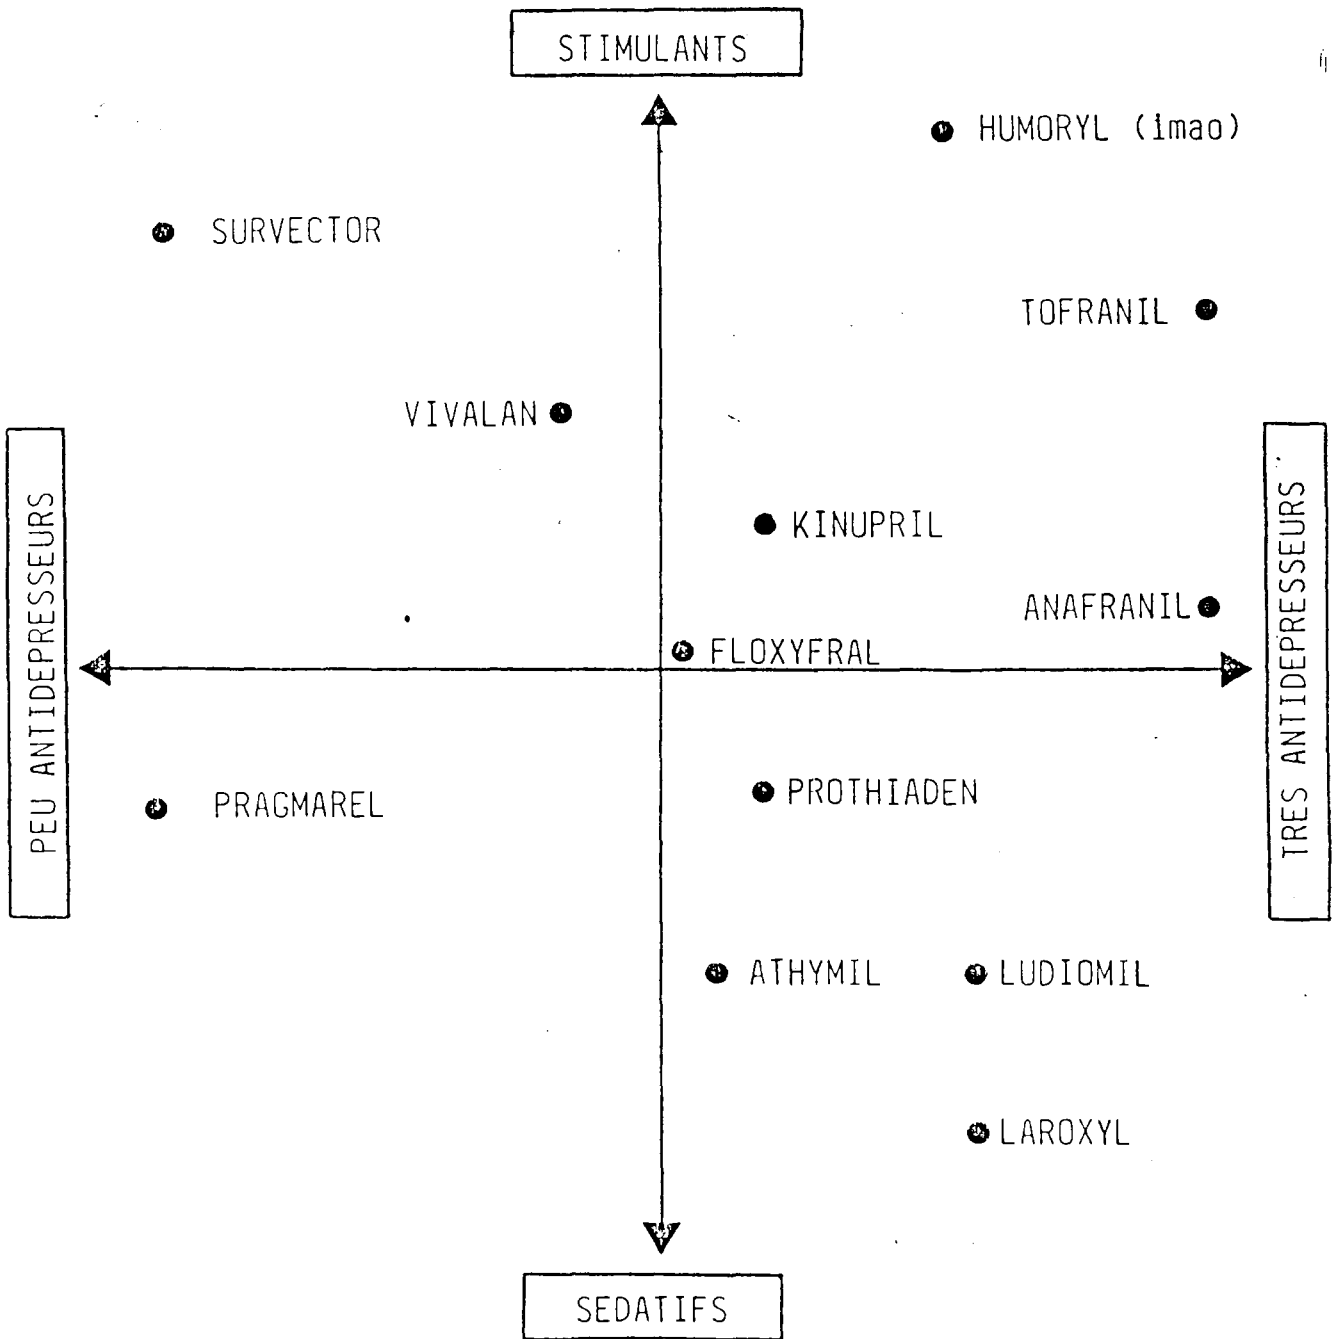 STIMULANTS
HUMORYL (imao)
SURVECTOR
TOFRANIL
VIVALAN
KINUPRIL
ANAFRANIL
FLOXYFRAL
PEU ANTIDEPRESSEURS
TRES ANTIDEPRESSEURS
PROTHIADEN
PRAGMAREL
ATHYMIL
LUDIOMIL
LAROXYL
SEDATIFS